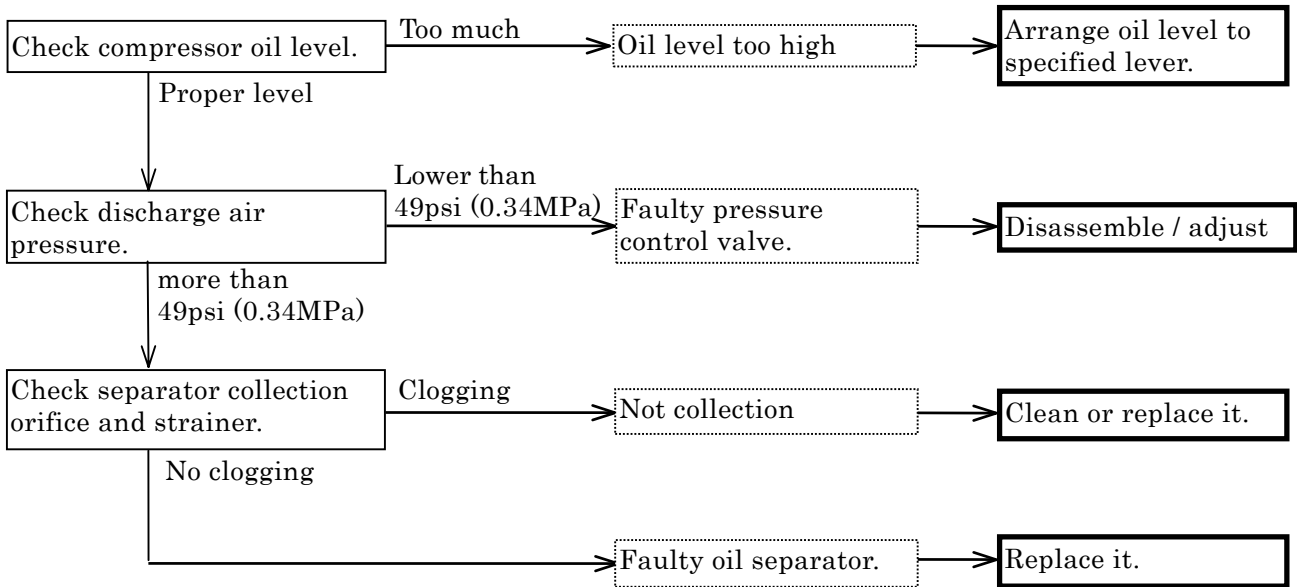 Check compressor oil level.
Too much
Oil level too high
Arrange oil level to
specified lever.
Proper level
Check discharge air
pressure.
Lower than
49psi (0.34MPa)
Faulty pressure
control valve.
Disassemble / adjust
more than
49psi (0.34MPa)
Check separator collection
orifice and strainer.
Clogging
Not collection
Clean or replace it.
No clogging
Faulty oil separator.
Replace it.